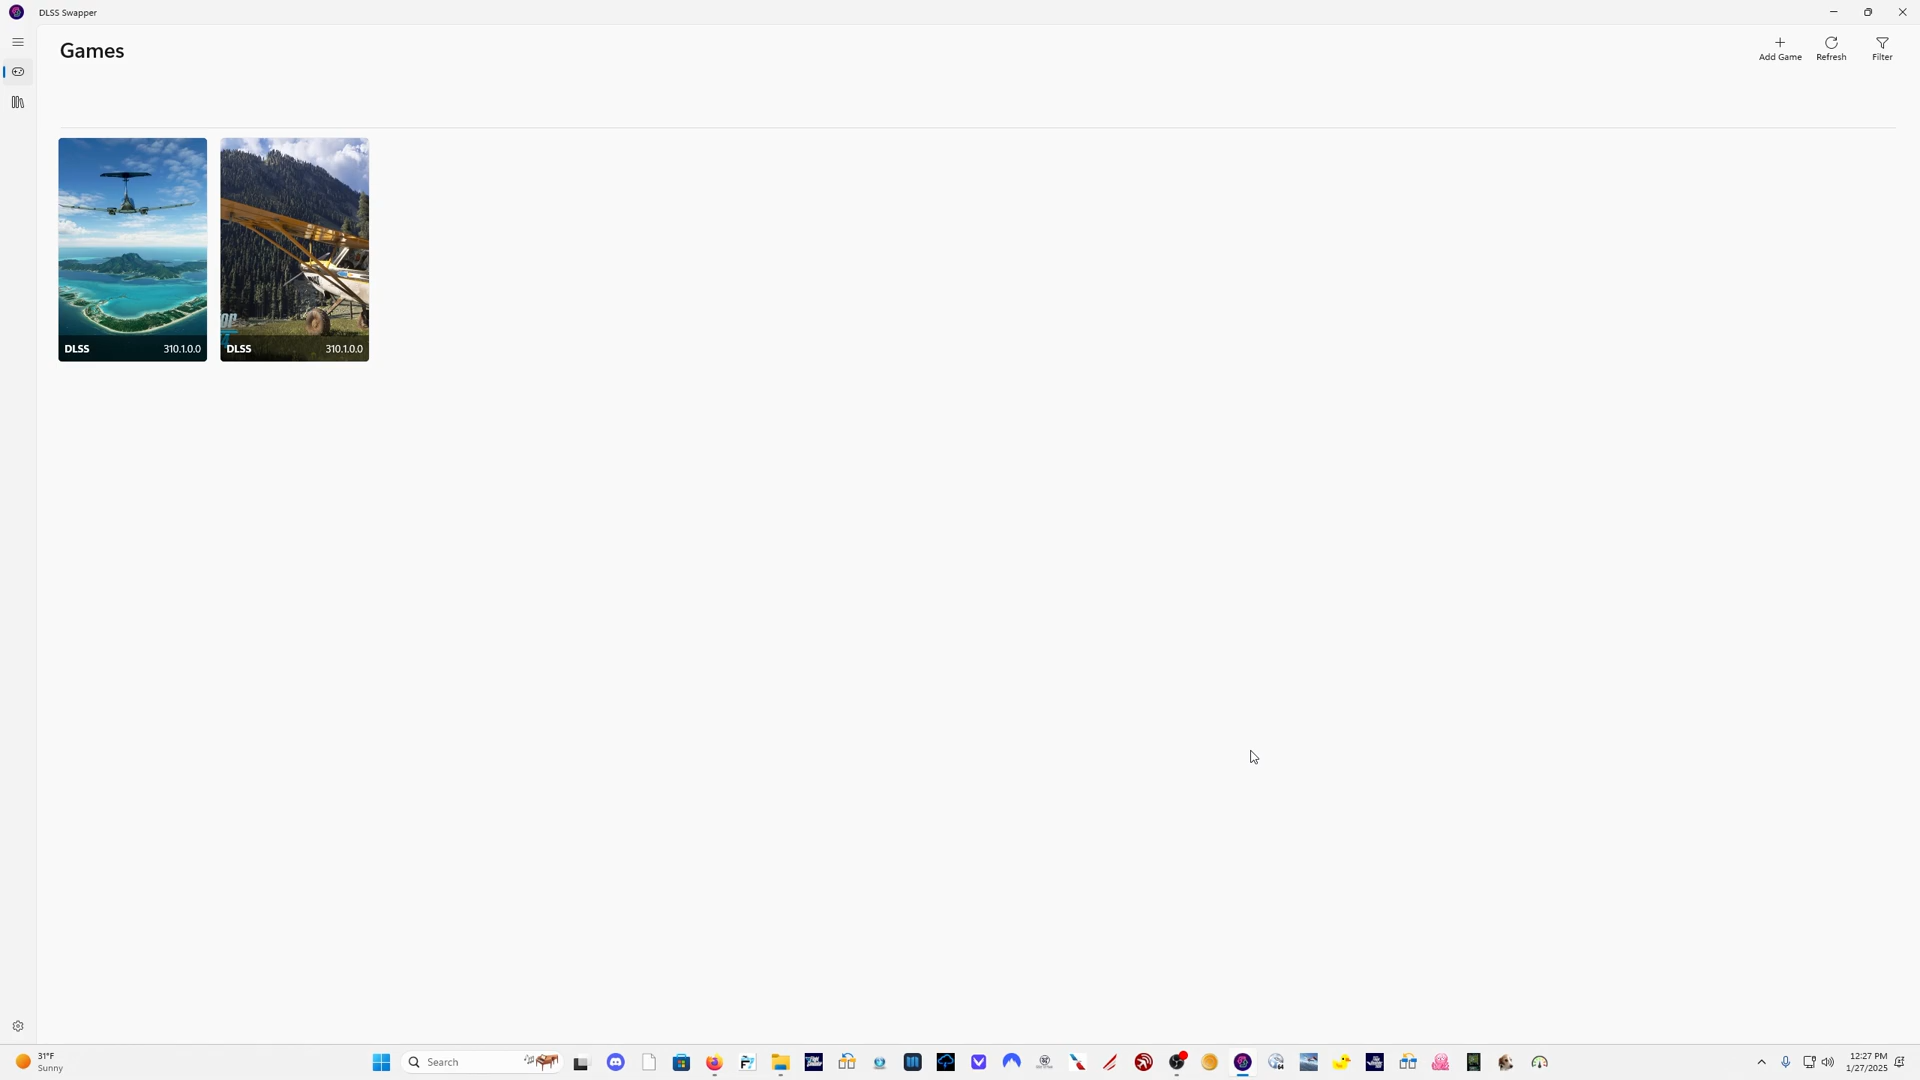 DLSS Swapper
Games
Add Game
Refresh
Filter
DLSS 310.1.0.0
DLSS 310.1.0.0
31°F
Sunny
Search
12:27 PM
1/27/2025